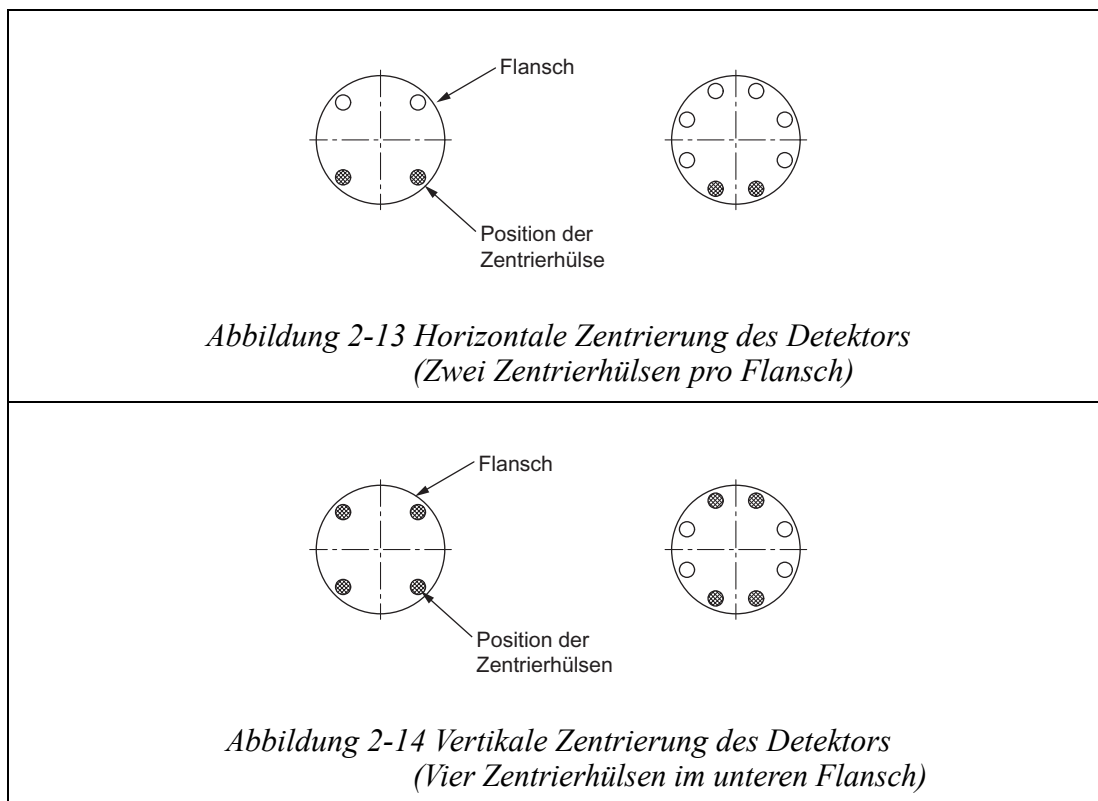 Flansch
Position der
Zentrierhülse
Abbildung 2-13 Horizontale Zentrierung des Detektors
(Zwei Zentrierhülsen pro Flansch)
Flansch
Position der
Zentrierhülsen
Abbildung 2-14 Vertikale Zentrierung des Detektors
(Vier Zentrierhülsen im unteren Flansch)